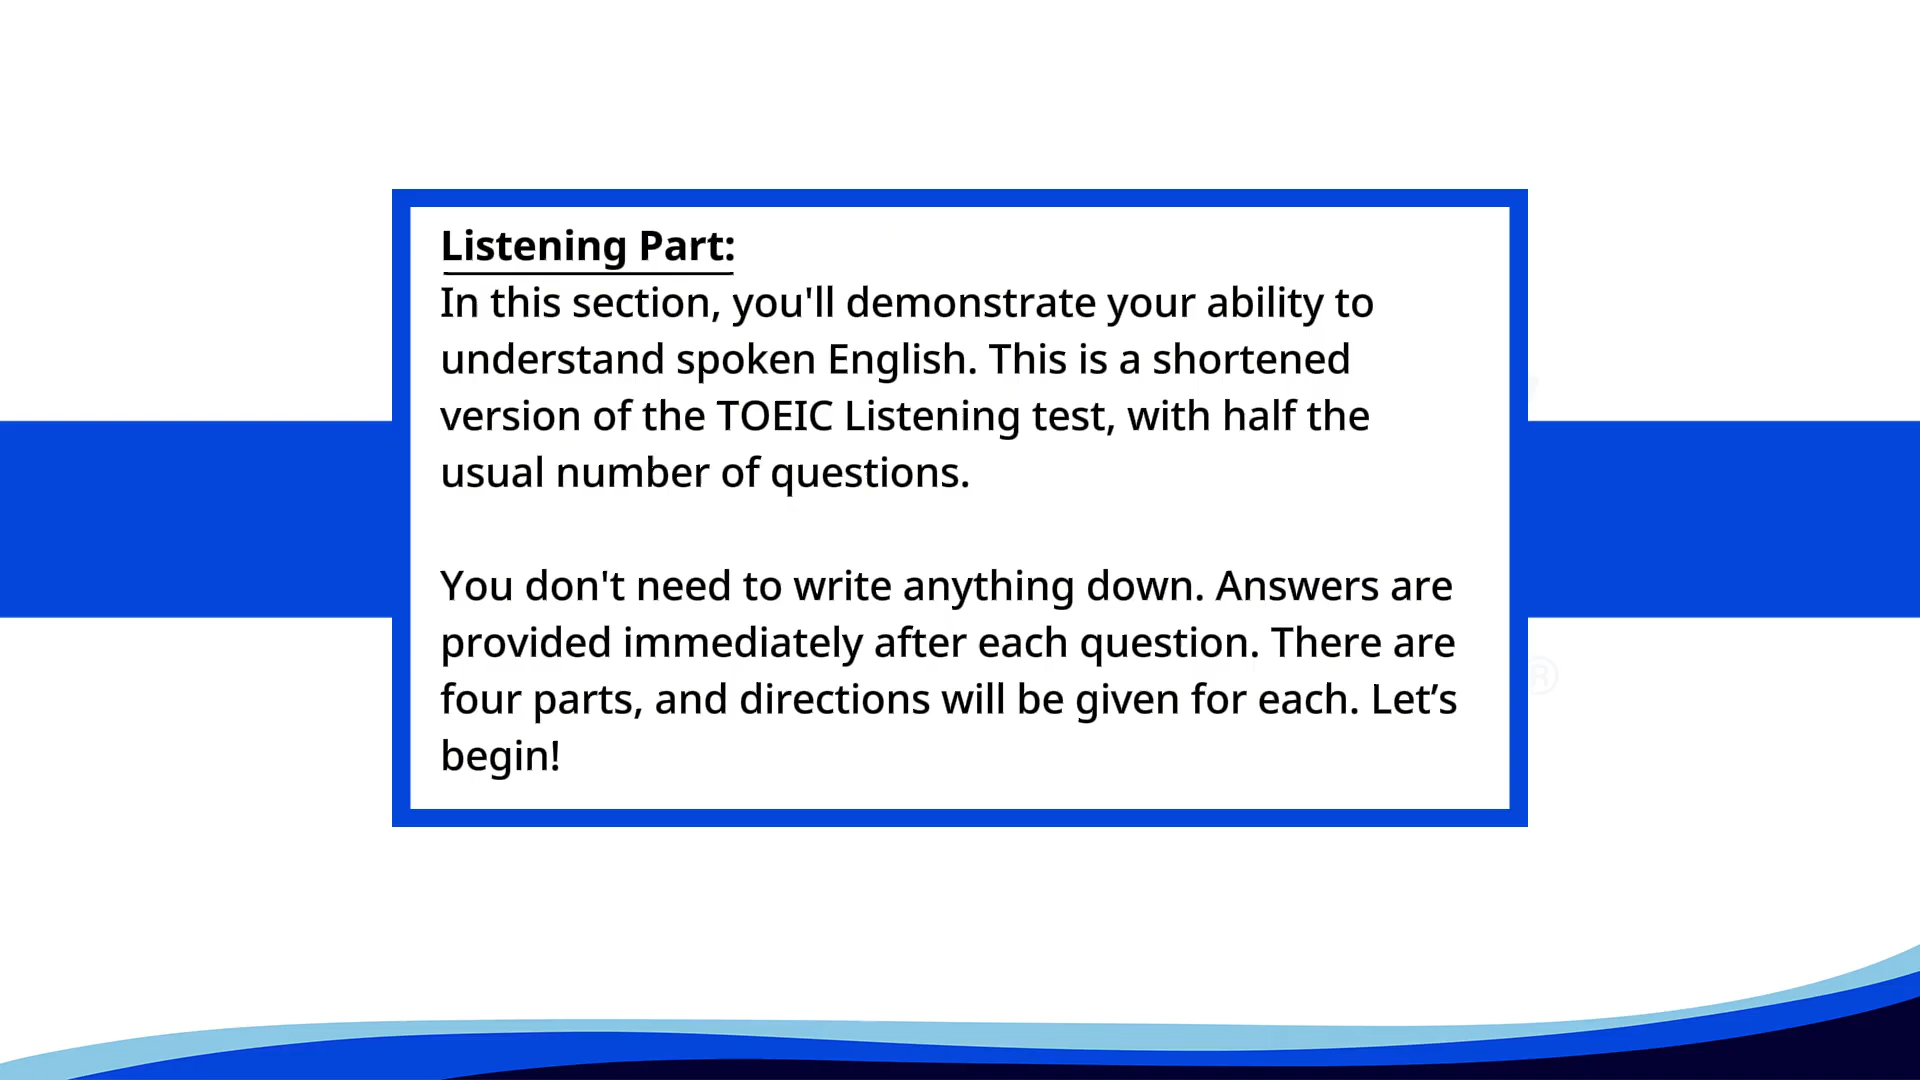 Listening Part:
In this section, you'll demonstrate your ability to
understand spoken English. This is a shortened
version of the TOEIC Listening test, with half the
usual number of questions.
You don't need to write anything down. Answers are
provided immediately after each question. There are
four parts, and directions will be given for each. Let’s
begin!
®